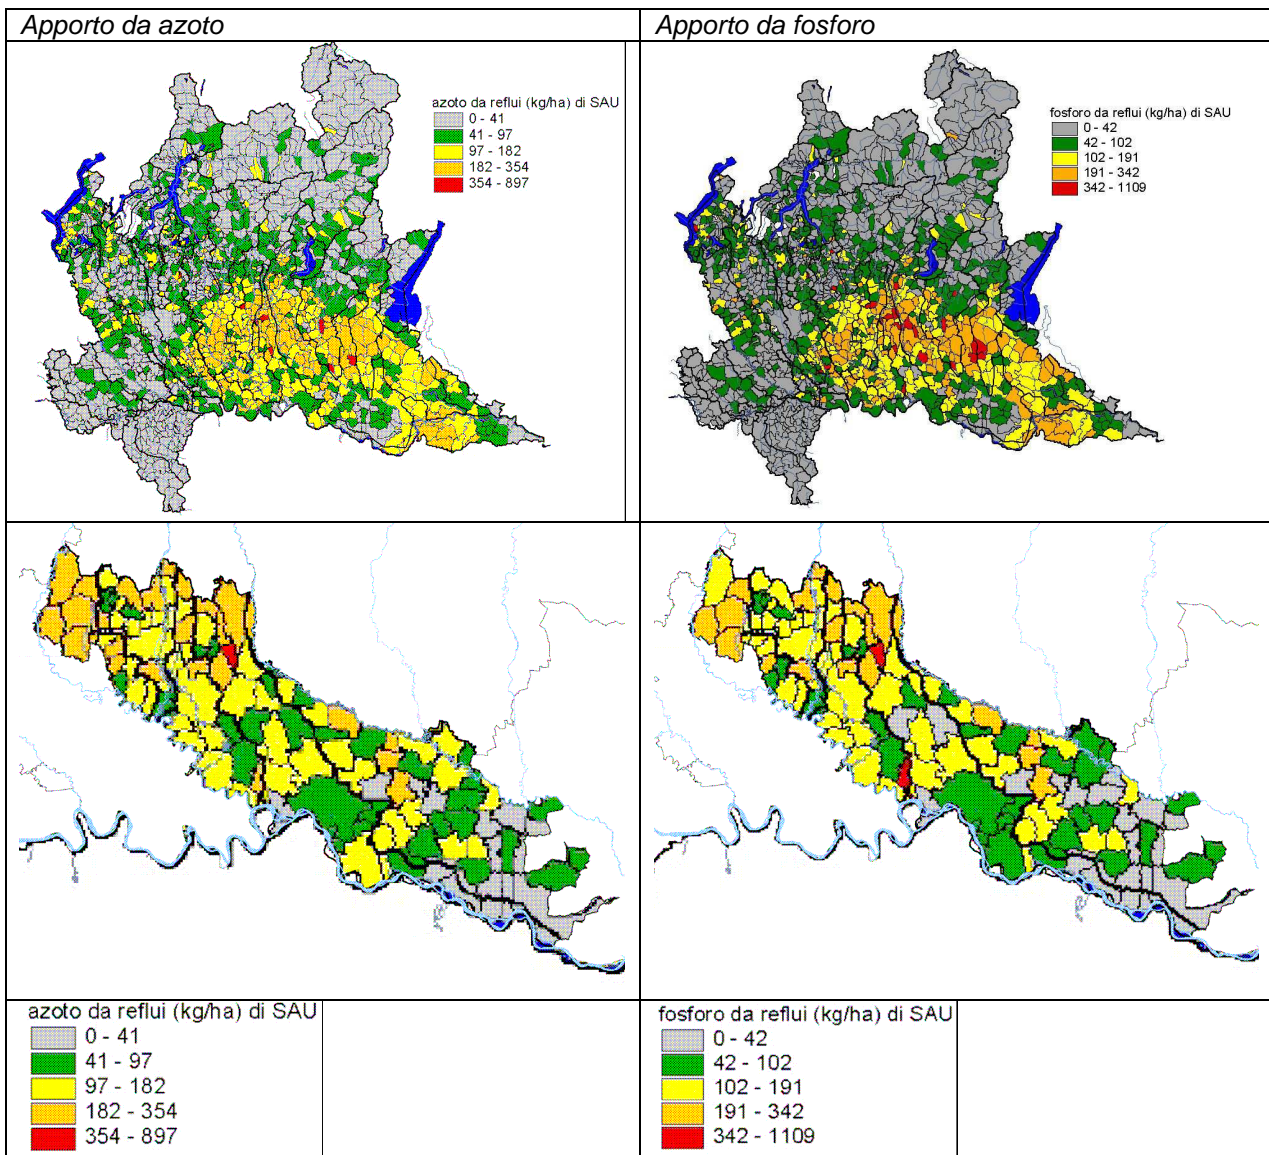 Apporto da azoto
Apporto da fosforo
azoto da reflui (kg/ha) di SAU
0 - 41
41 - 97
97 - 182
182 - 354
354 - 897
fosforo da reflui (kg/ha) di SAU
0 - 42
42 - 102
102 - 191
191 - 342
342 - 1109
azoto da reflui (kg/ha) di SAU
0 - 41
41 - 97
97 - 182
182 - 354
354 - 897
fosforo da reflui (kg/ha) di SAU
0 - 42
42 - 102
102 - 191
191 - 342
342 - 1109